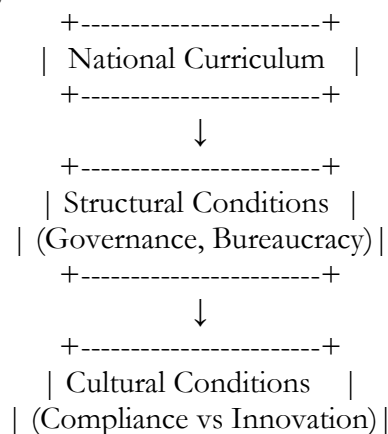 +------------------------+
| National Curriculum |
+------------------------+
↓
+------------------------+
| Structural Conditions |
| (Governance, Bureaucracy)|
+------------------------+
↓
+------------------------+
| Cultural Conditions |
| (Compliance vs Innovation)|